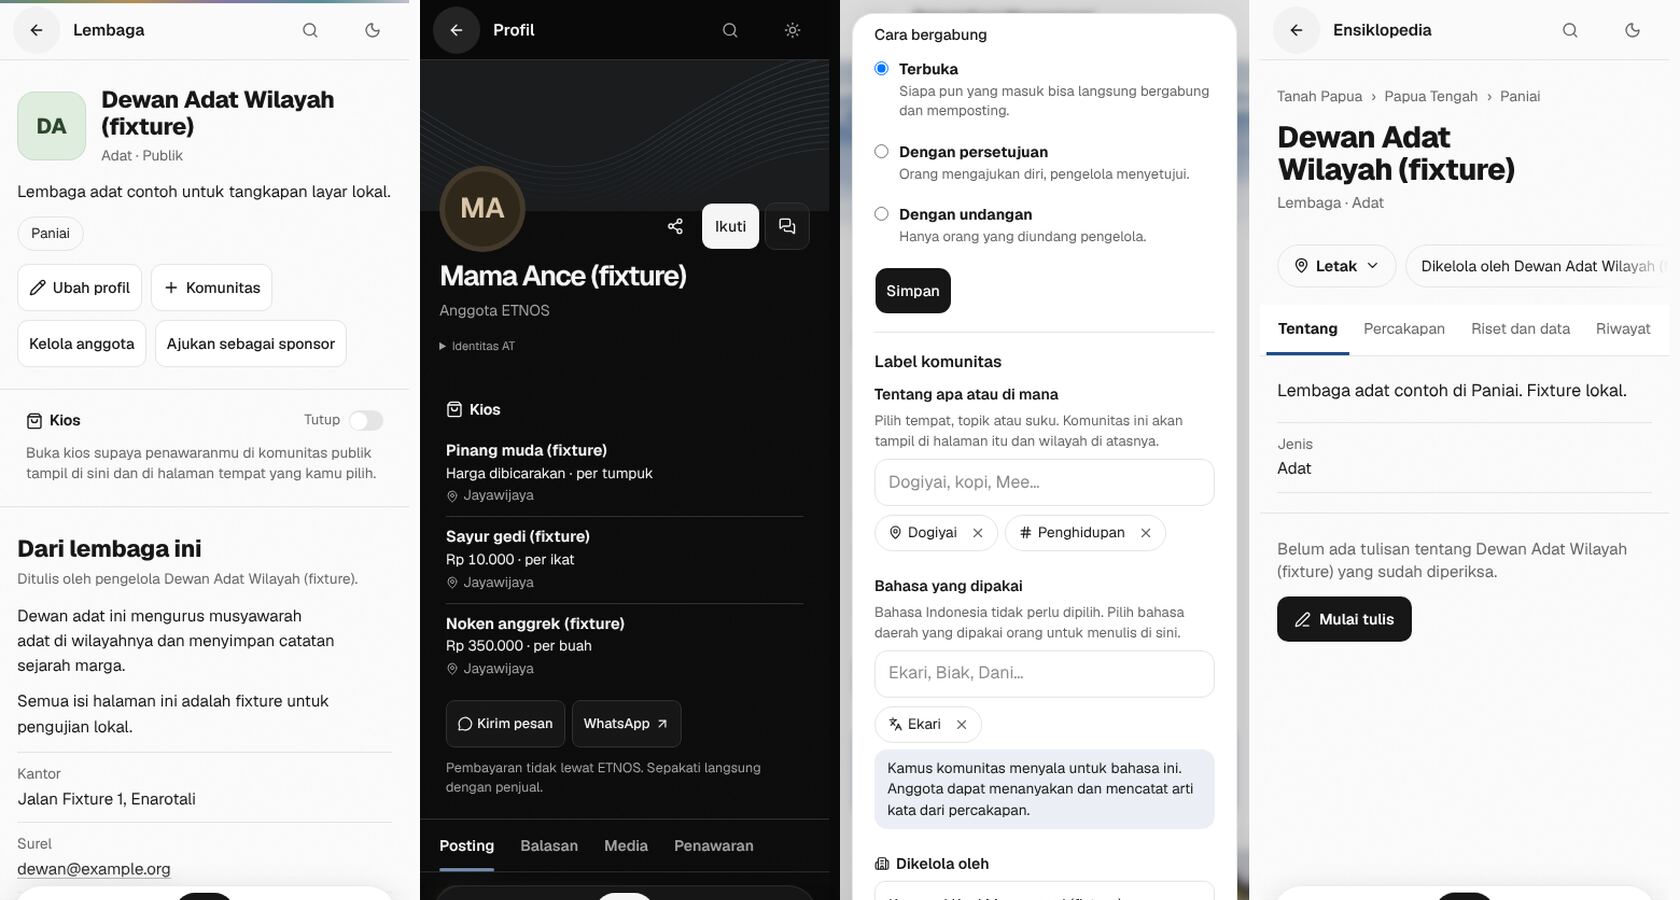 Lembaga
DA
Dewan Adat Wilayah
(fixture)
Adat · Publik
Lembaga adat contoh untuk tangkapan layar lokal.
Paniai
Ubah profil
Komunitas
Kelola anggota
Ajukan sebagai sponsor
Kios
Tutup
Buka kios supaya penawaranmu di komunitas publik
tampil di sini dan di halaman tempat yang kamu pilih.
Dari lembaga ini
Ditulis oleh pengelola Dewan Adat Wilayah (fixture).
Dewan adat ini mengurus musyawarah
adat di wilayahnya dan menyimpan catatan
sejarah marga.
Semua isi halaman ini adalah fixture untuk
pengujian lokal.
Kantor
Jalan Fixture 1, Enarotali
Surel
dewan@example.org
Profil
MA
Ikuti
Mama Ance (fixture)
Anggota ETNOS
Identitas AT
Kios
Pinang muda (fixture)
Harga dibicarakan · per tumpuk
Jayawijaya
Sayur gedi (fixture)
Rp 10.000 · per ikat
Jayawijaya
Noken anggrek (fixture)
Rp 350.000 · per buah
Jayawijaya
Kirim pesan
WhatsApp
Pembayaran tidak lewat ETNOS. Sepakati langsung
dengan penjual.
Posting
Balasan
Media
Penawaran
Cara bergabung
Terbuka
Siapa pun yang masuk bisa langsung bergabung
dan memposting.
Dengan persetujuan
Orang mengajukan diri, pengelola menyetujui.
Dengan undangan
Hanya orang yang diundang pengelola.
Simpan
Label komunitas
Tentang apa atau di mana
Pilih tempat, topik atau suku. Komunitas ini akan
tampil di halaman itu dan wilayah di atasnya.
Dogiyai, kopi, Mee...
Dogiyai
Penghidupan
Bahasa yang dipakai
Bahasa Indonesia tidak perlu dipilih. Pilih bahasa
daerah yang dipakai orang untuk menulis di sini.
Ekari, Biak, Dani...
Ekari
Kamus komunitas menyala untuk bahasa ini.
Anggota dapat menanyakan dan mencatat arti
kata dari percakapan.
Dikelola oleh
Ensiklopedia
Tanah Papua › Papua Tengah › Paniai
Dewan Adat
Wilayah (fixture)
Lembaga · Adat
Letak
Dikelola oleh Dewan Adat Wilayah
Tentang
Percakapan
Riset dan data
Riwayat
Lembaga adat contoh di Paniai. Fixture lokal.
Jenis
Adat
Belum ada tulisan tentang Dewan Adat Wilayah
(fixture) yang sudah diperiksa.
Mulai tulis